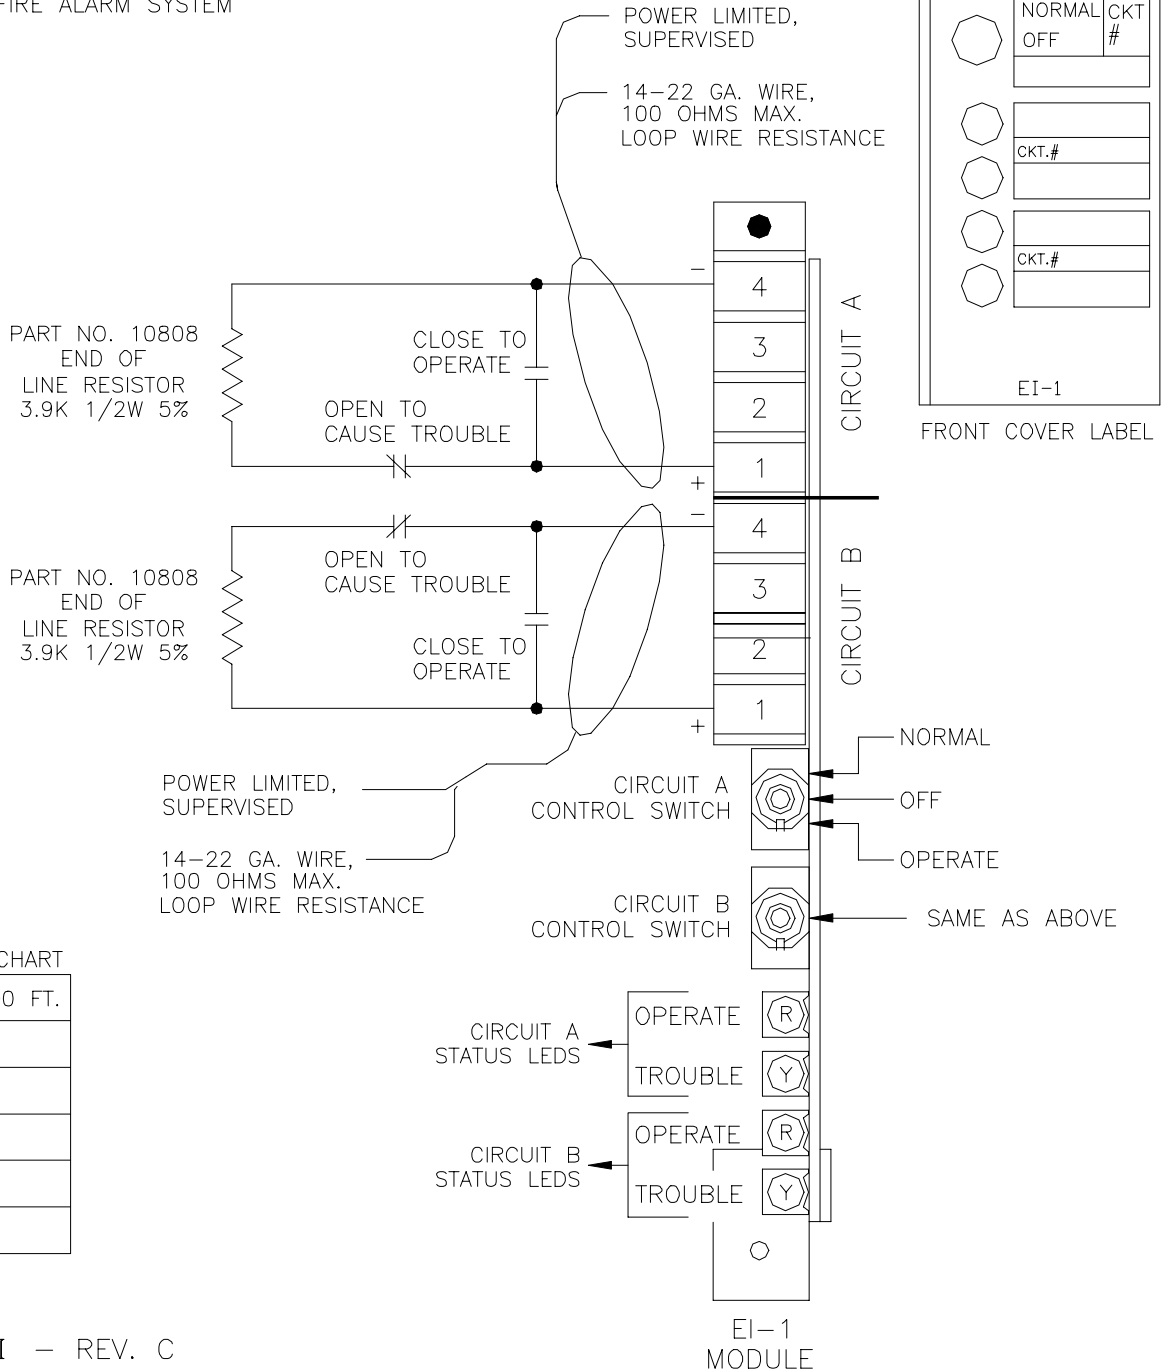 FIRE ALARM SYSTEM
POWER LIMITED,
SUPERVISED
14-22 GA. WIRE,
100 OHMS MAX.
LOOP WIRE RESISTANCE
NORMAL
OFF
CKT
#
CKT.#
CKT.#
EI-1
FRONT COVER LABEL
PART NO. 10808
END OF
LINE RESISTOR
3.9K 1/2W 5%
CLOSE TO
OPERATE
OPEN TO
CAUSE TROUBLE
-
4
3
2
1
+
CIRCUIT A
PART NO. 10808
END OF
LINE RESISTOR
3.9K 1/2W 5%
OPEN TO
CAUSE TROUBLE
CLOSE TO
OPERATE
-
4
3
2
1
+
CIRCUIT B
POWER LIMITED,
SUPERVISED
14-22 GA. WIRE,
100 OHMS MAX.
LOOP WIRE RESISTANCE
CIRCUIT A
CONTROL SWITCH
NORMAL
OFF
OPERATE
CIRCUIT B
CONTROL SWITCH
SAME AS ABOVE
CHART
0 FT.
CIRCUIT A
STATUS LEDS
OPERATE
R
TROUBLE
Y
CIRCUIT B
STATUS LEDS
OPERATE
R
TROUBLE
Y
EI-1
MODULE
I - REV. C